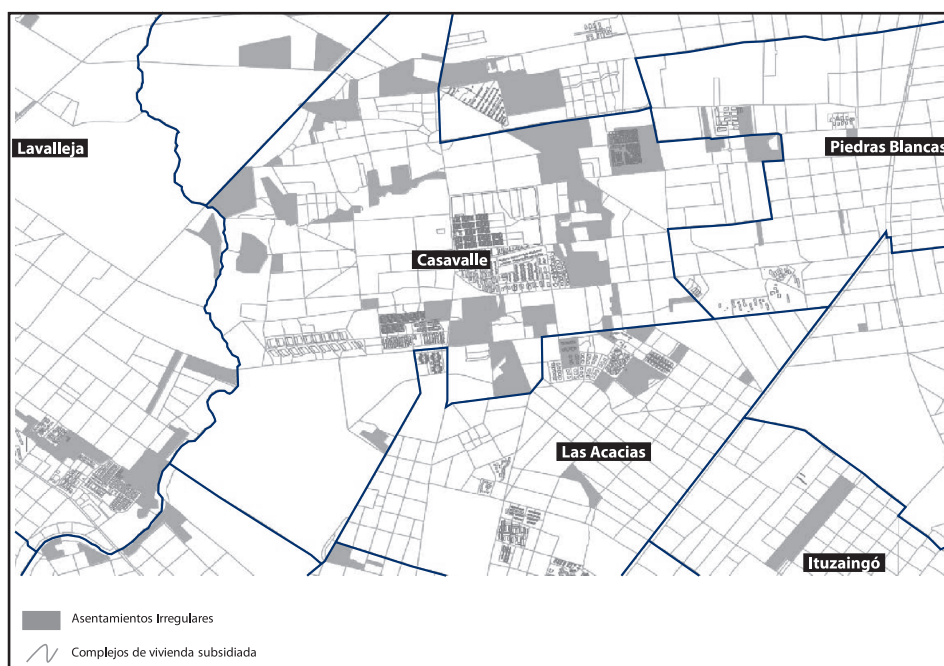 Lavalleja
Piedras Blancas
Casavalle
Las Acacias
Ituzaingó
Asentamientos Irregulares
Complejos de vivienda subsidiada